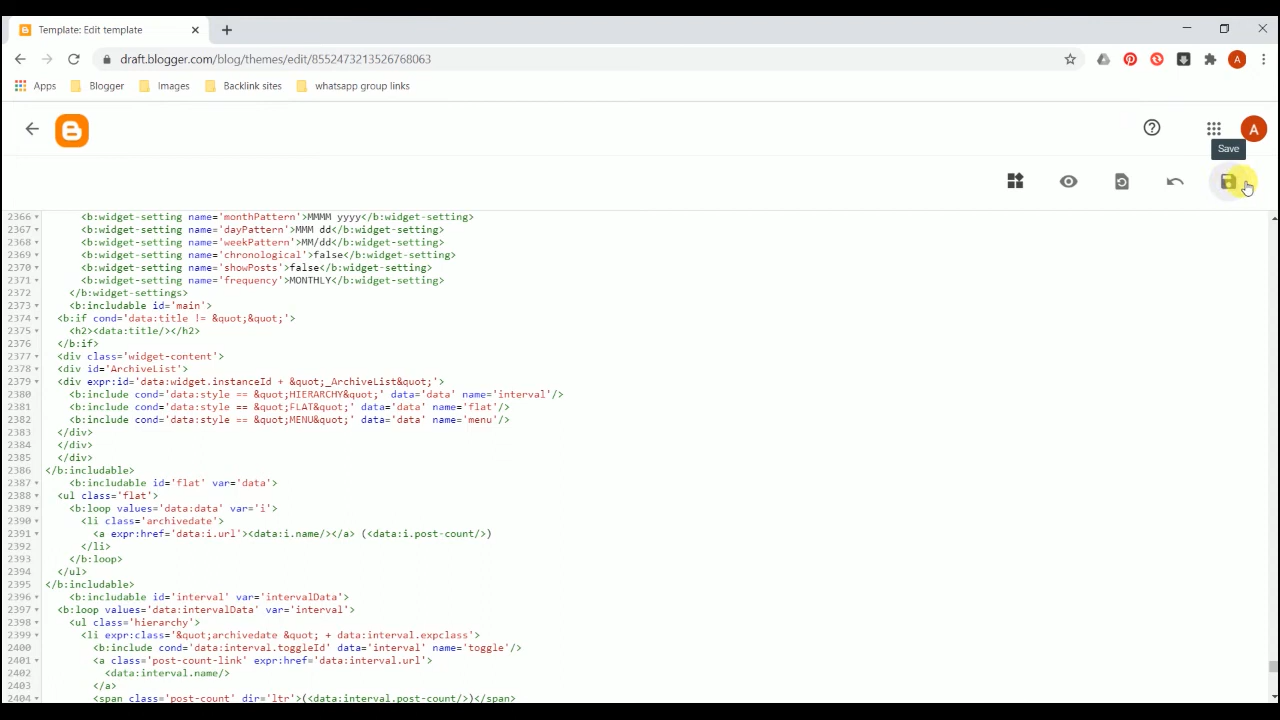 Template: Edit template
draft.blogger.com/blog/themes/edit/8552473213526768063
A
Apps Blogger Images Backlink sites whatsapp group links
A
Save
2366 <b:widget-setting name='monthPattern'>MMMM yyyy</b:widget-setting>
2367 <b:widget-setting name='dayPattern'>MMM dd</b:widget-setting>
2368 <b:widget-setting name='weekPattern'>MM/dd</b:widget-setting>
2369 <b:widget-setting name='chronological'>false</b:widget-setting>
2370 <b:widget-setting name='showPosts'>false</b:widget-setting>
2371 <b:widget-setting name='frequency'>MONTHLY</b:widget-setting>
2372 </b:widget-settings>
2373 <b:includable id='main'>
2374 <b:if cond='data:title != &quot;&quot;'>
2375 <h2><data:title/></h2>
2376 </b:if>
2377 <div class='widget-content'>
2378 <div id='ArchiveList'>
2379 <div expr:id='data:widget.instanceId + &quot;_ArchiveList&quot;'>
2380 <b:include cond='data:style == &quot;HIERARCHY&quot;' data='data' name='interval'/>
2381 <b:include cond='data:style == &quot;FLAT&quot;' data='data' name='flat'/>
2382 <b:include cond='data:style == &quot;MENU&quot;' data='data' name='menu'/>
2383 </div>
2384 </div>
2385 </div>
2386 </b:includable>
2387 <b:includable id='flat' var='data'>
2388 <ul class='flat'>
2389 <b:loop values='data:data' var='i'>
2390 <li class='archivedate'>
2391 <a expr:href='data:i.url'><data:i.name/></a> (<data:i.post-count/>)
2392 </li>
2393 </b:loop>
2394 </ul>
2395 </b:includable>
2396 <b:includable id='interval' var='intervalData'>
2397 <b:loop values='data:intervalData' var='interval'>
2398 <ul class='hierarchy'>
2399 <li expr:class='&quot;archivedate &quot; + data:interval.expclass'>
2400 <b:include cond='data:interval.toggleId' data='interval' name='toggle'/>
2401 <a class='post-count-link' expr:href='data:interval.url'>
2402 <data:interval.name/>
2403 </a>
2404 <span class='post-count' dir='ltr'>(<data:interval.post-count/>)</span>